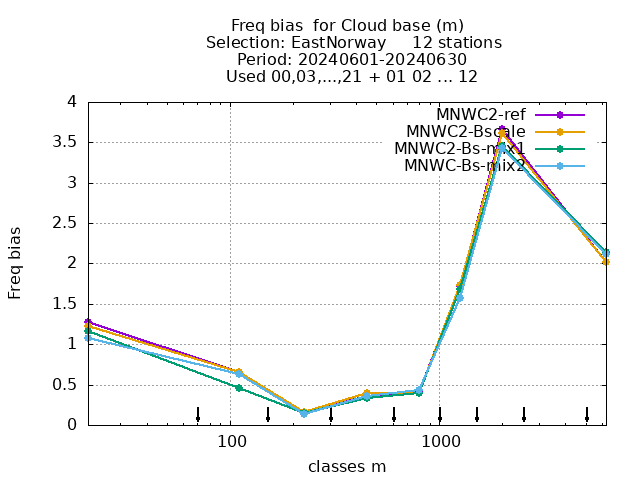 Freq bias  for Cloud base (m)
Selection: EastNorway     12 stations
Period: 20240601-20240630
Used 00,03,...,21 + 01 02 ... 12
MNWC2-ref
MNWC2-Bscale
MNWC2-Bs-mix1
MNWC-Bs-mix2
Freq bias
4
3.5
3
2.5
2
1.5
1
0.5
0
100
1000
classes m